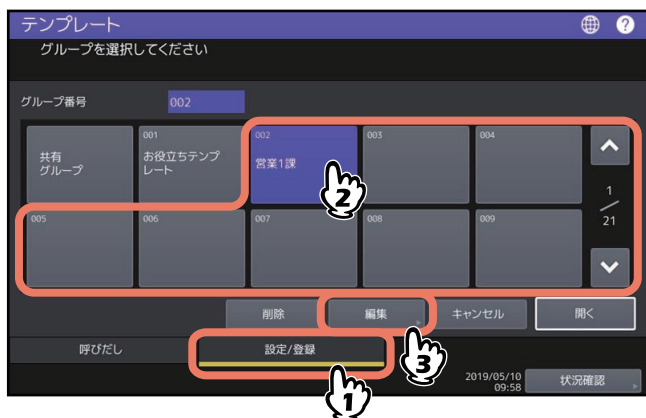 テンプレート
?
グループを選択してください
グループ番号
002
共有
グループ
001
お役立ちテンプ
レート
002
営業1課
003
004
005
006
007
008
009
1
/
21
2
削除
編集
キャンセル
開く
3
呼びだし
設定/登録
1
2019/05/10
09:58
状況確認